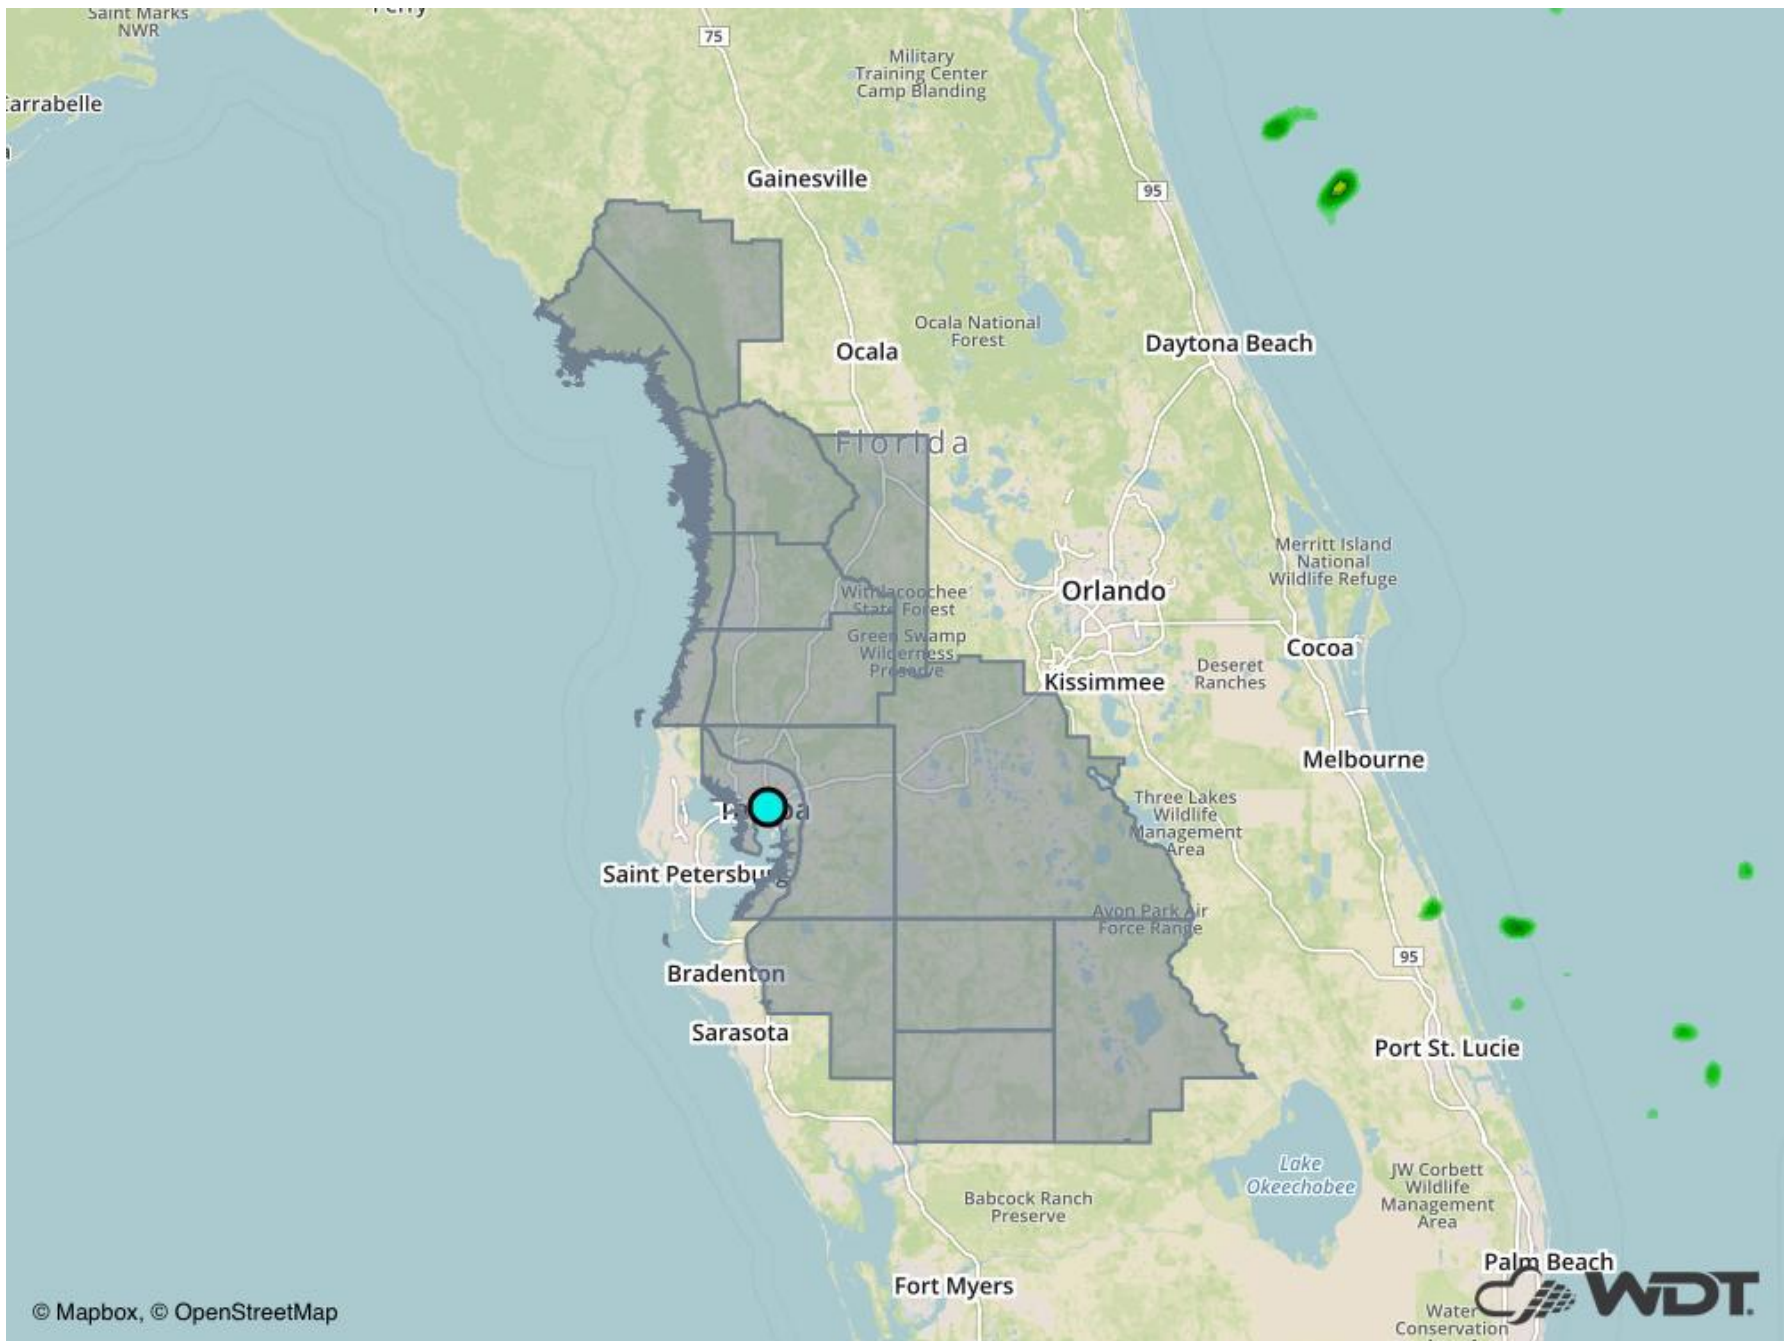 Saint Marks
NWR
75
Military
Training Center
Camp Blanding
Gainesville
95
Ocala National
Forest
Ocala
Daytona Beach
Florida
Merritt Island
National
Wildlife Refuge
Orlando
Withlacoochee
State Forest
Green Swamp
Wilderness
Preserve
Cocoa
Deseret
Ranches
Kissimmee
Melbourne
Three Lakes
Wildlife
Management
Area
Saint Petersburg
Avon Park Air
Force Range
95
Bradenton
Sarasota
Port St. Lucie
Lake
Okeechobee
JW Corbett
Wildlife
Management
Area
Babcock Ranch
Preserve
Palm Beach
Fort Myers
Water
Conservation
WDT.
© Mapbox, © OpenStreetMap